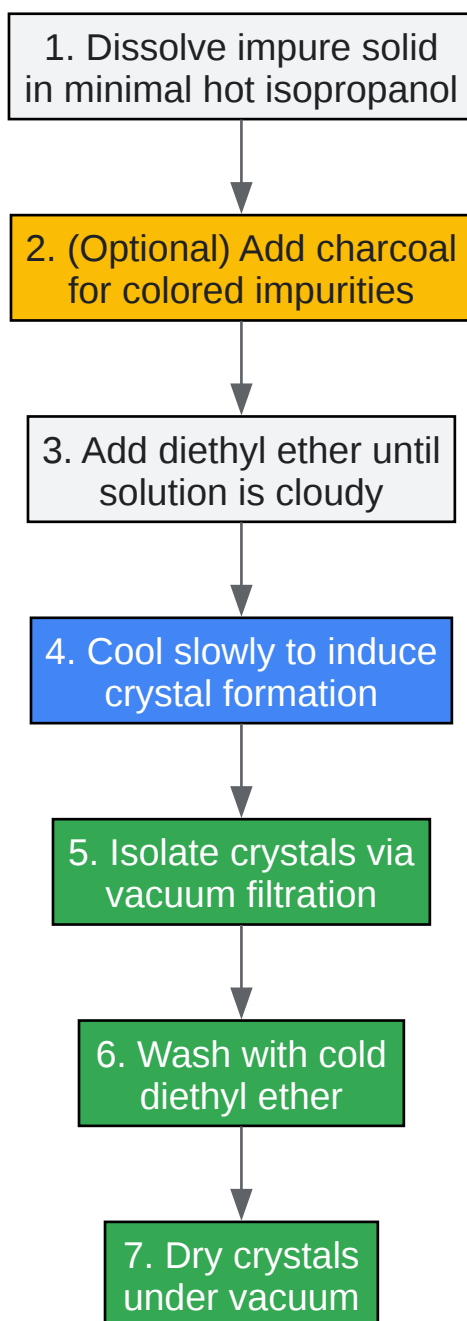 1. Dissolve impure solid
in minimal hot isopropanol
2. (Optional) Add charcoal
for colored impurities
3. Add diethyl ether until
solution is cloudy
4. Cool slowly to induce
crystal formation
5. Isolate crystals via
vacuum filtration
6. Wash with cold
diethyl ether
7. Dry crystals
under vacuum